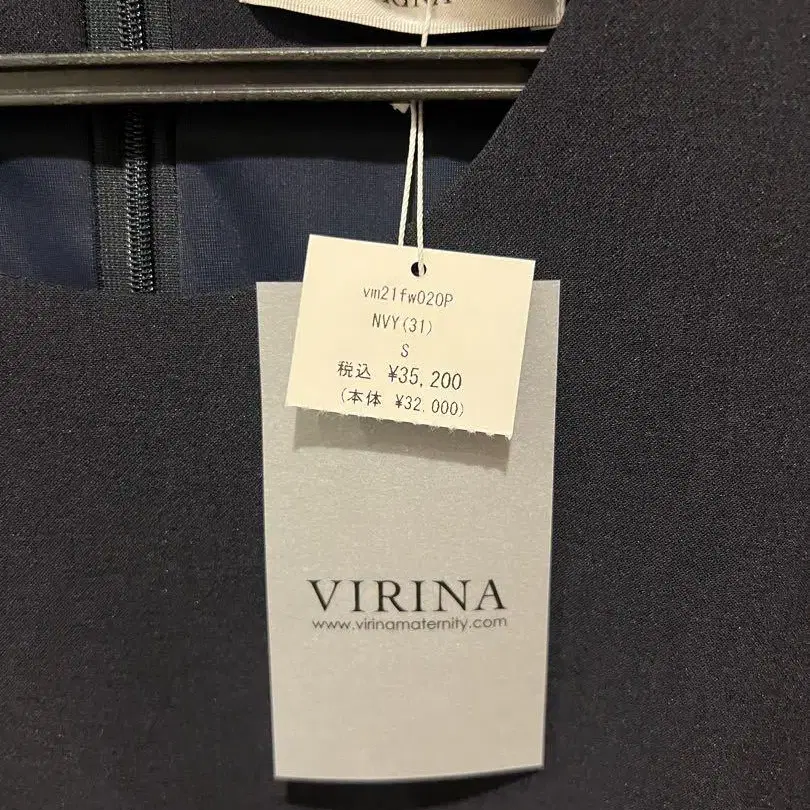 vm21fw020P
NVY(31)
S
税込 ¥35,200
(本体 ¥32,000)
VIRINA
www.virinamaternity.com